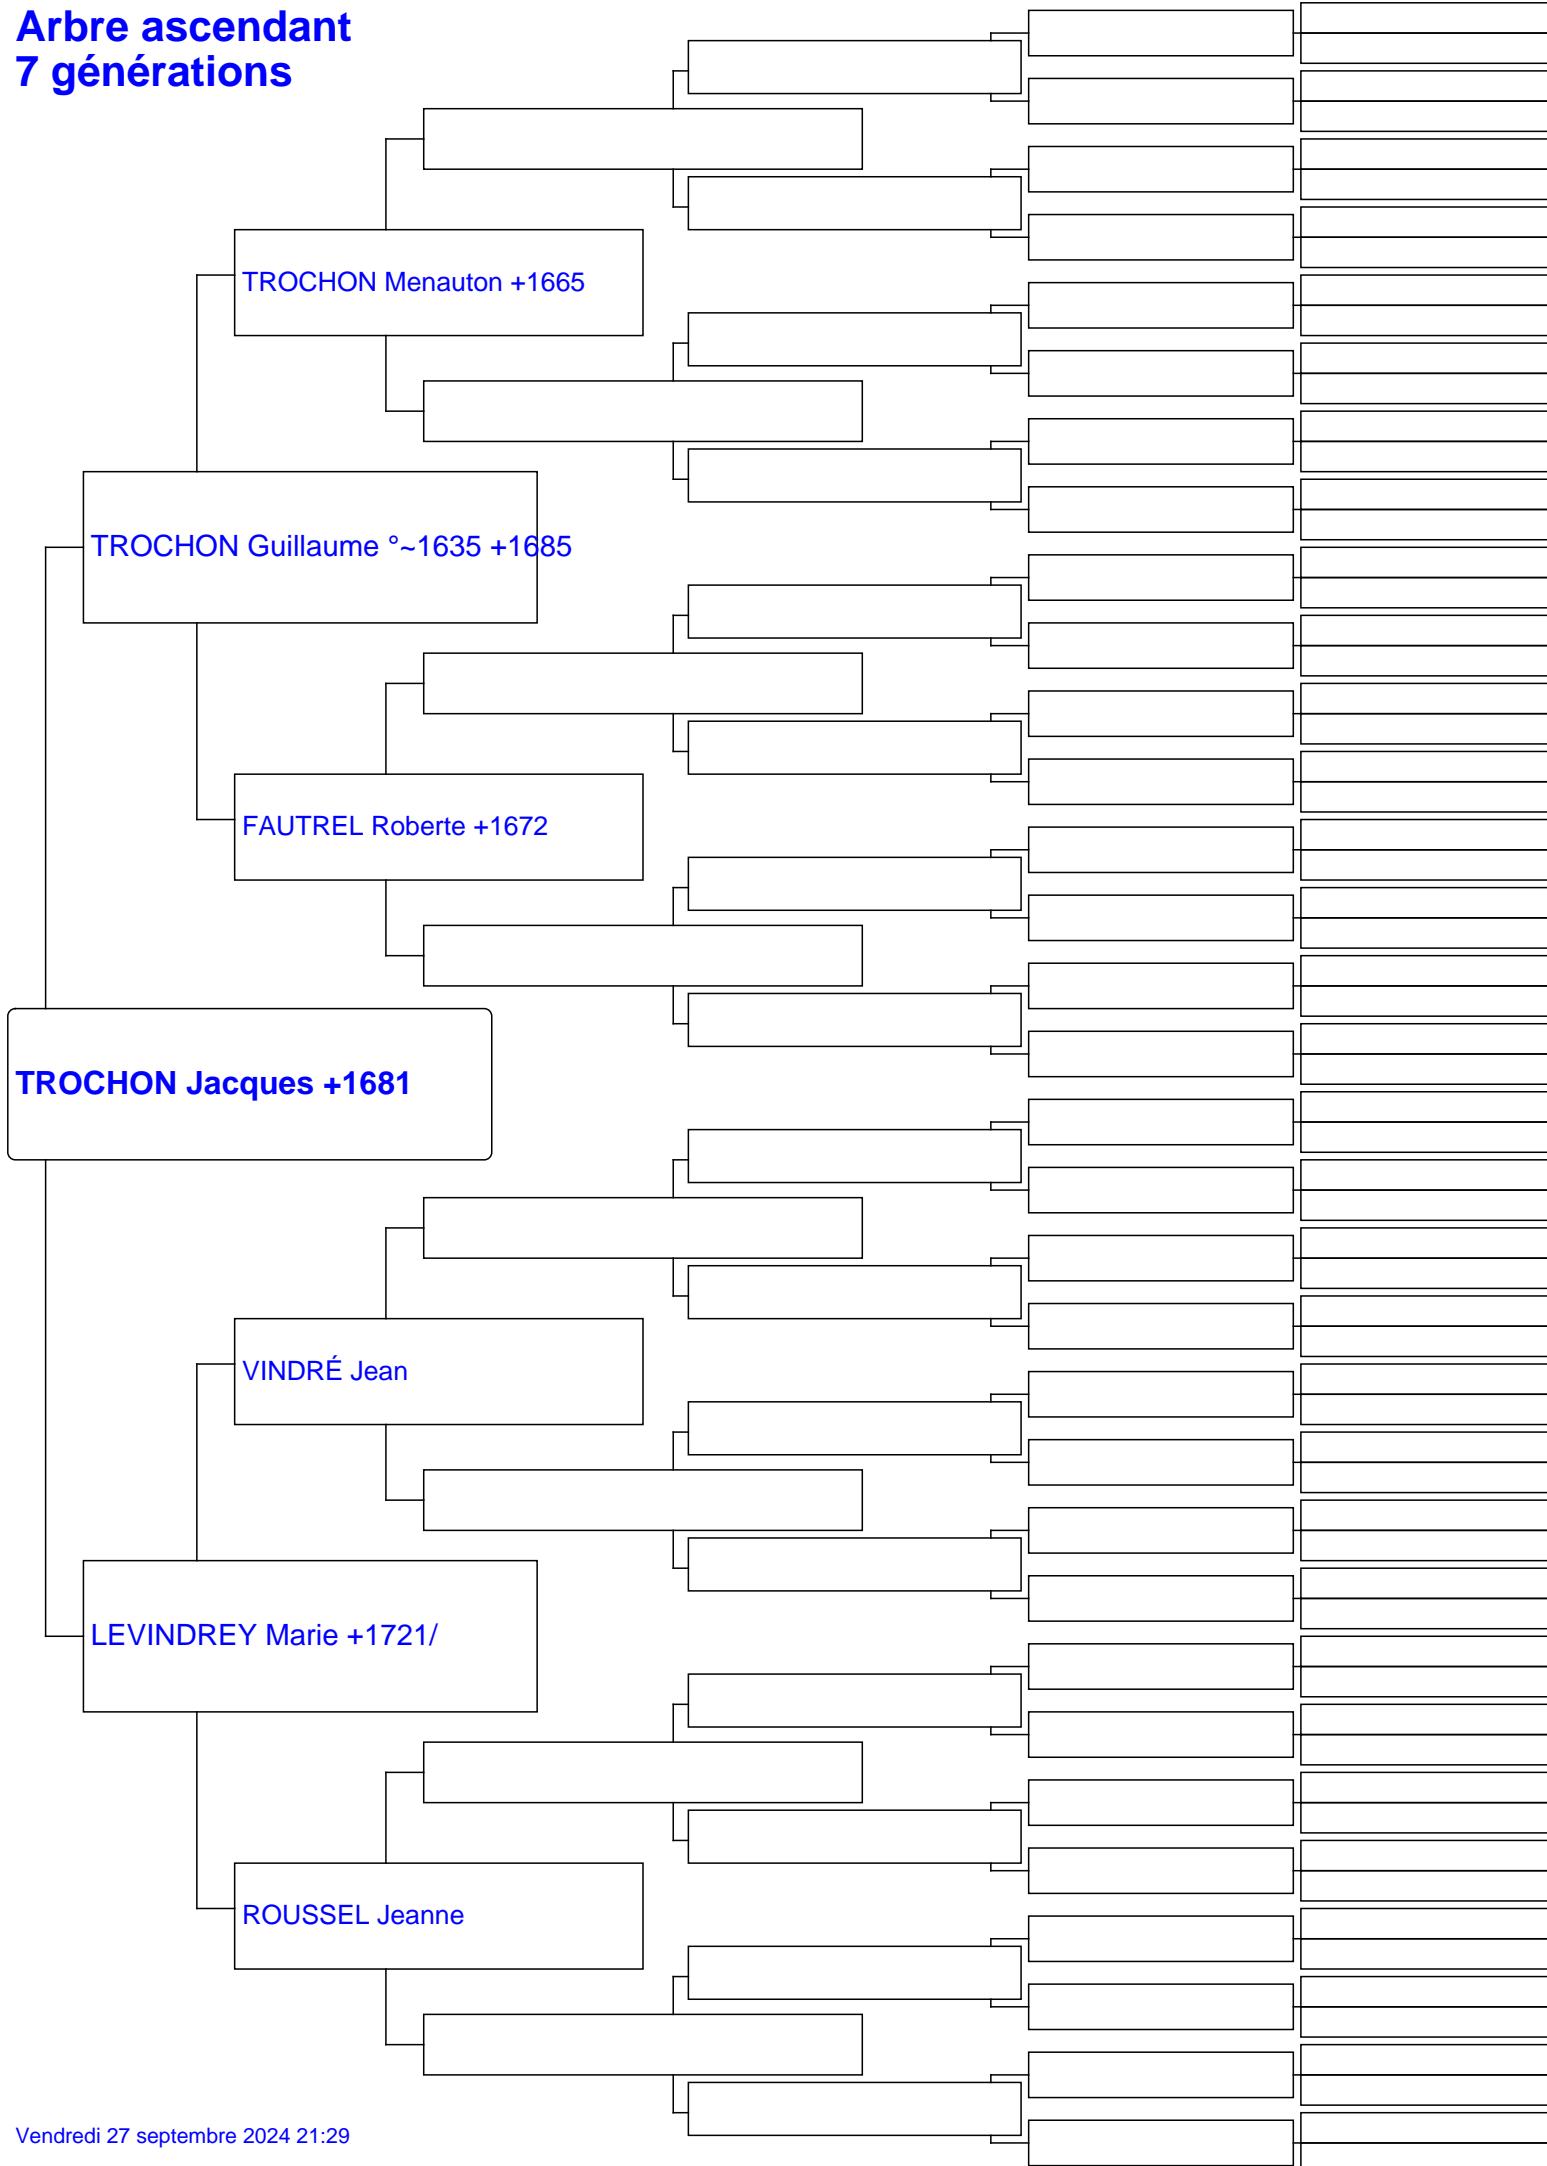 Arbre ascendant
7 générations
TROCHON Menauton +1665
TROCHON Guillaume °~1635 +1685
FAUTREL Roberte +1672
TROCHON Jacques +1681
VINDRÉ Jean
LEVINDREY Marie +1721/
ROUSSEL Jeanne
Vendredi 27 septembre 2024 21:29